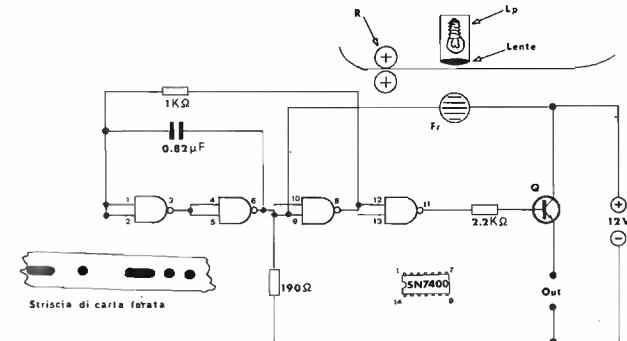 R
Lp
Lente
1KΩ
0.82µF
Fr
1
2
3
4
5
6
10
9
8
12
13
11
2.2KΩ
Q
12V
190Ω
1
7
SN7400
14
8
Out
Striscia di carta forata